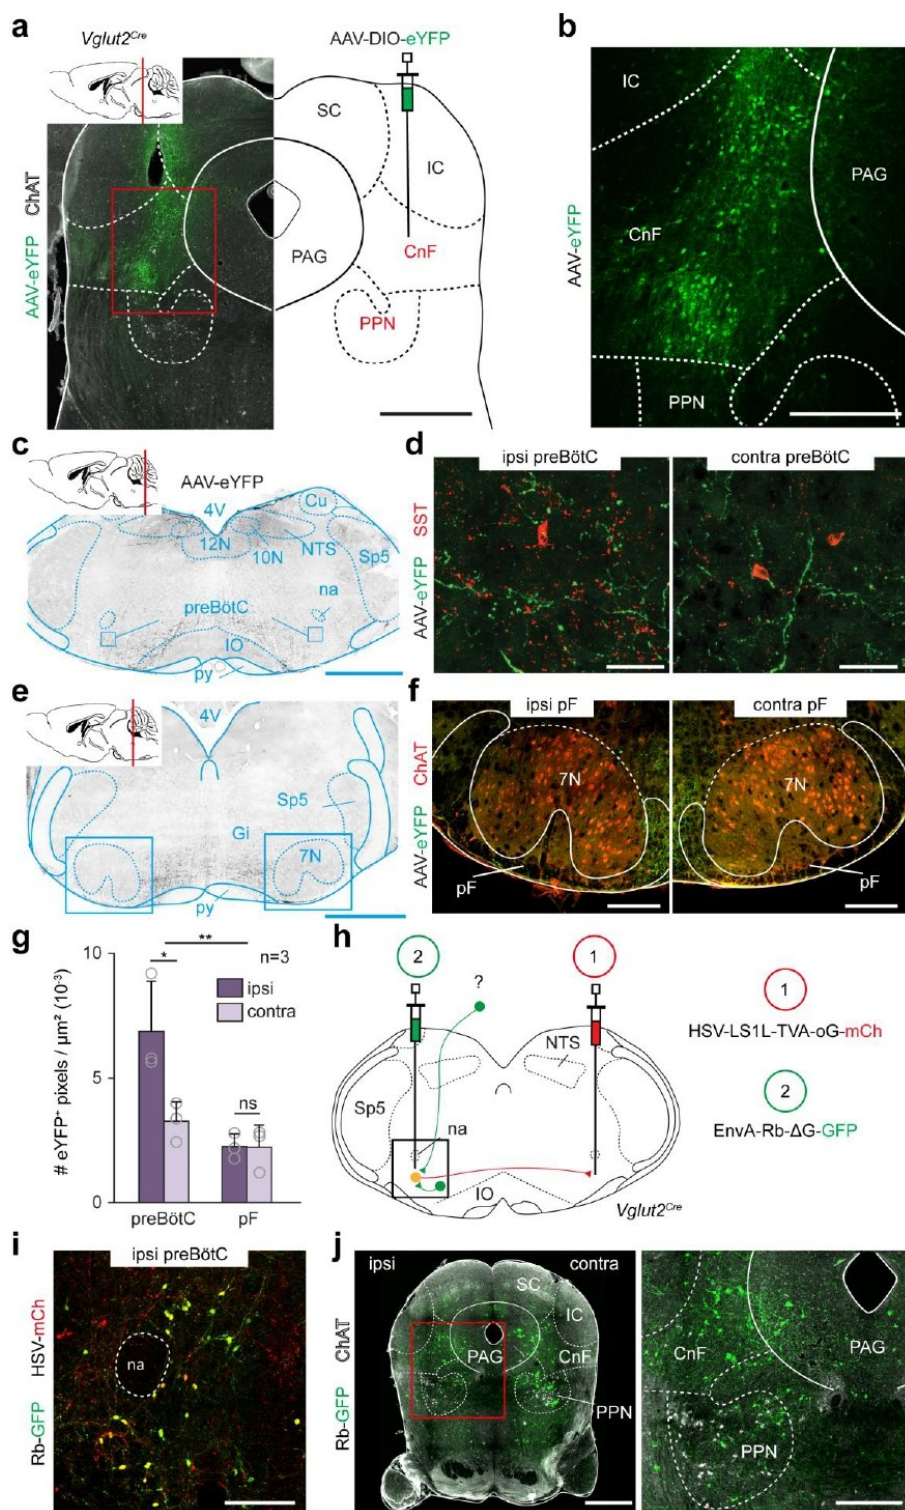 a
Vglut2Cre
AAV-DIO-eYFP
AAV-eYFP ChAT
SC
IC
PAG
CnF
PPN
b
AAV-eYFP
IC
PAG
CnF
PPN
c
AAV-eYFP
4V
Cu
12N
10N
NTS
Sp5
na
preBötC
IO
py
d
AAV-eYFP SST
ipsi preBötC
contra preBötC
e
4V
Sp5
Gi
7N
py
f
AAV-eYFP ChAT
ipsi pF
contra pF
7N
7N
pF
pF
g
# eYFP+ pixels / µm² (10-3)
10
5
0
**
*
n=3
ipsi
contra
ns
preBötC
pF
h
2
1
?
NTS
Sp5
na
IO
Vglut2Cre
1
HSV-LS1L-TVA-oG-mCh
2
EnvA-Rb-ΔG-GFP
i
Rb-GFP HSV-mCh
ipsi preBötC
na
j
Rb-GFP ChAT
ipsi
contra
SC
IC
PAG
CnF
PPN
CnF
PAG
PPN